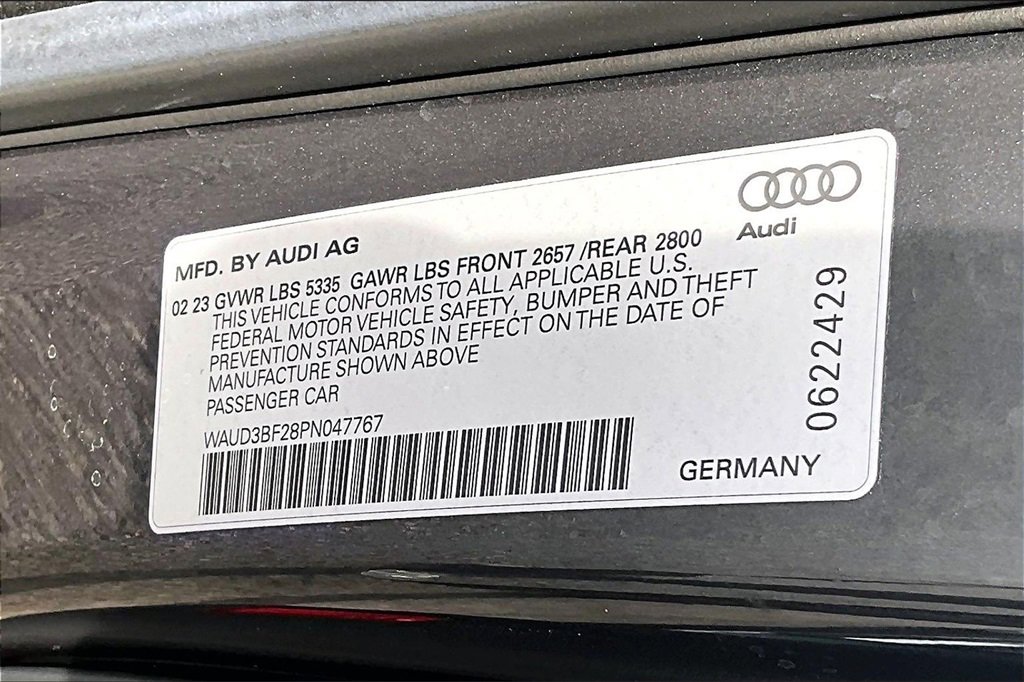 Audi
MFD. BY AUDI AG
02 23 GVWR LBS 5335 GAWR LBS FRONT 2657 /REAR 2800
THIS VEHICLE CONFORMS TO ALL APPLICABLE U.S.
FEDERAL MOTOR VEHICLE SAFETY, BUMPER AND THEFT
PREVENTION STANDARDS IN EFFECT ON THE DATE OF
MANUFACTURE SHOWN ABOVE
PASSENGER CAR
WAUD3BF28PN047767
GERMANY
0622429